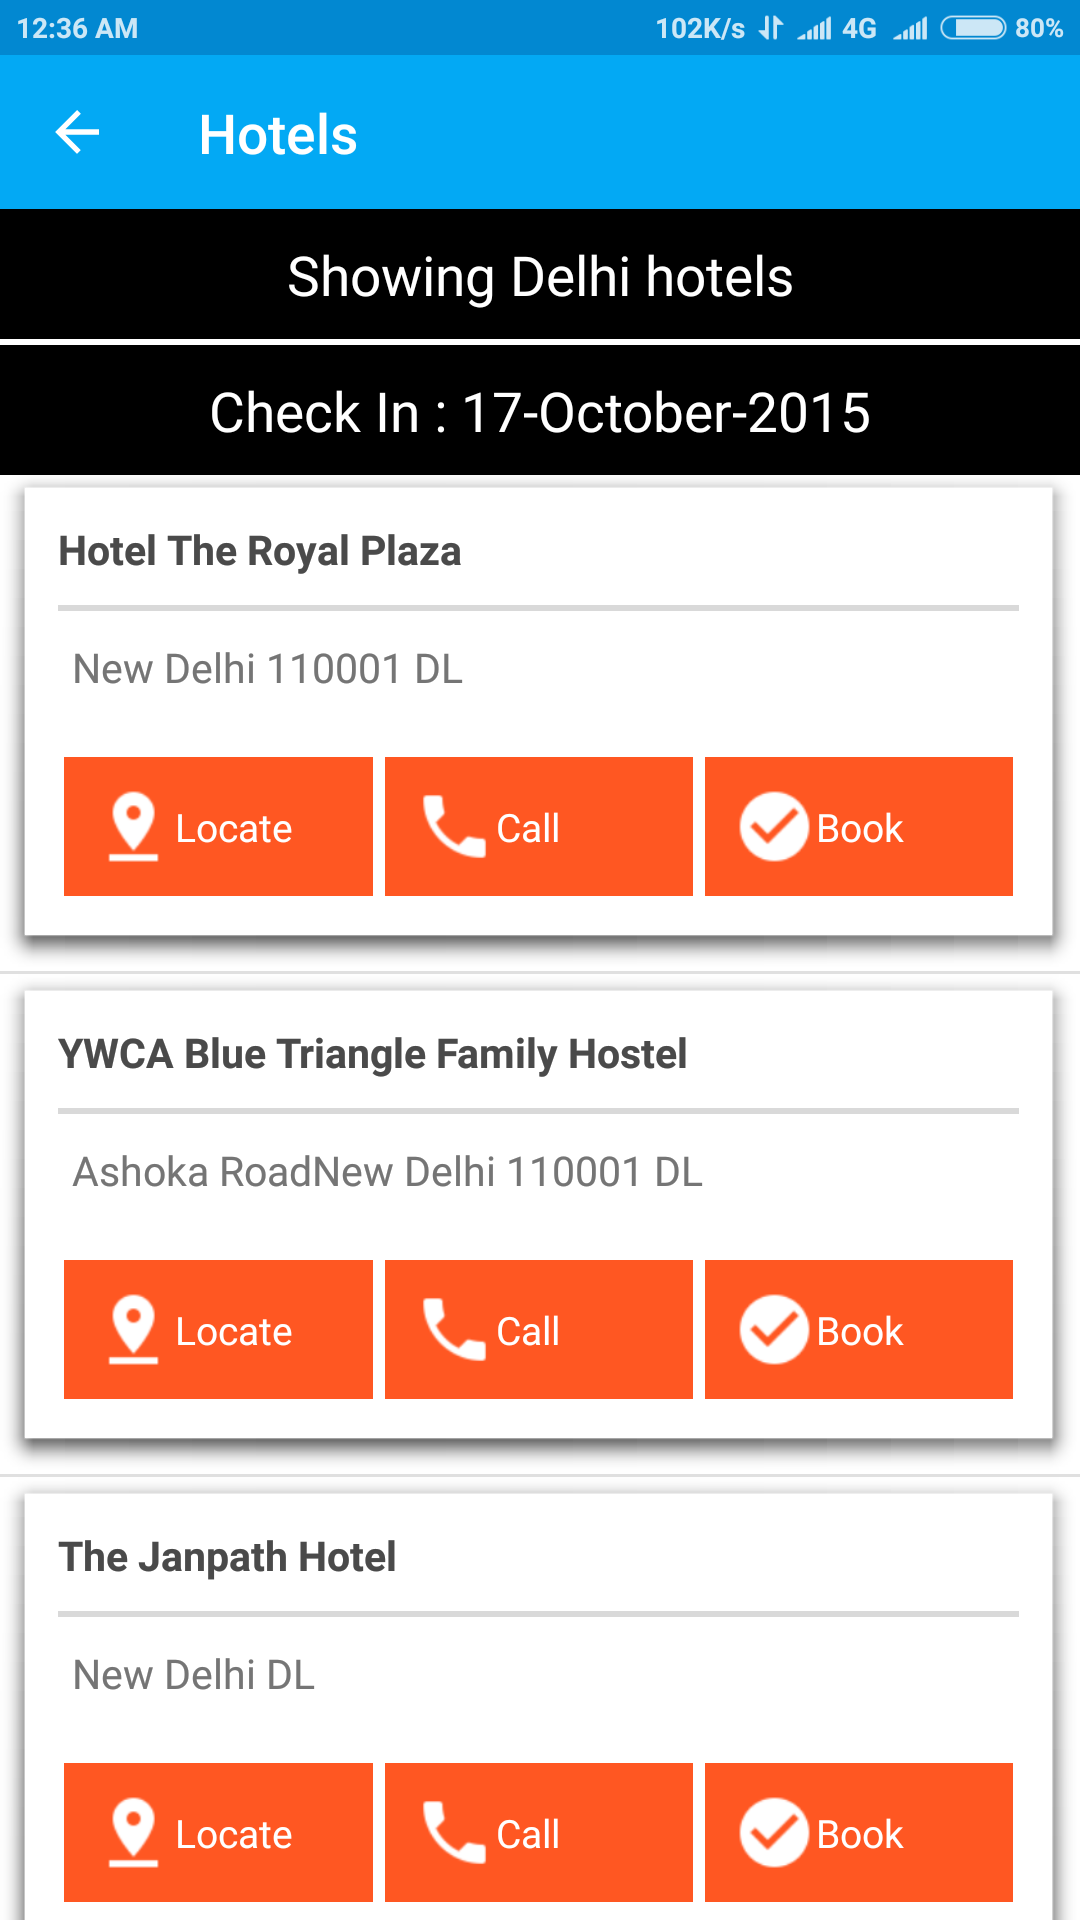 12:36 AM 102K/s 4G 80%
Hotels
Showing Delhi hotels
Check In : 17-October-2015
Hotel The Royal Plaza
New Delhi 110001 DL
Locate Call Book
YWCA Blue Triangle Family Hostel
Ashoka RoadNew Delhi 110001 DL
Locate Call Book
The Janpath Hotel
New Delhi DL
Locate Call Book